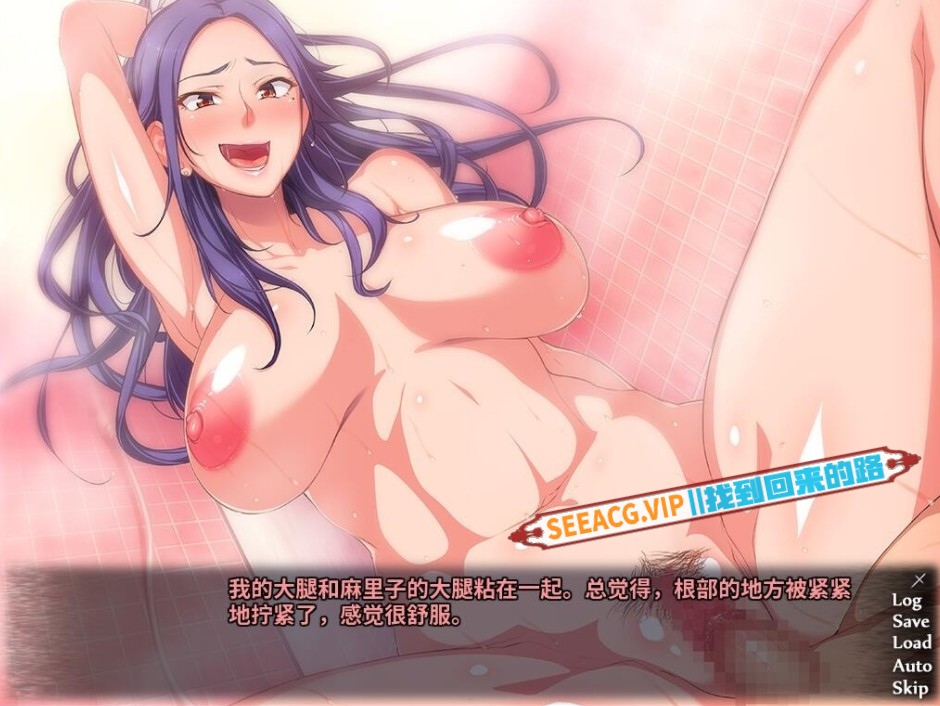 SEEACG.VIP||找到回来的路
我的大腿和麻里子的大腿粘在一起。总觉得，根部的地方被紧紧
地拧紧了，感觉很舒服。
Log
Save
Load
Auto
Skip